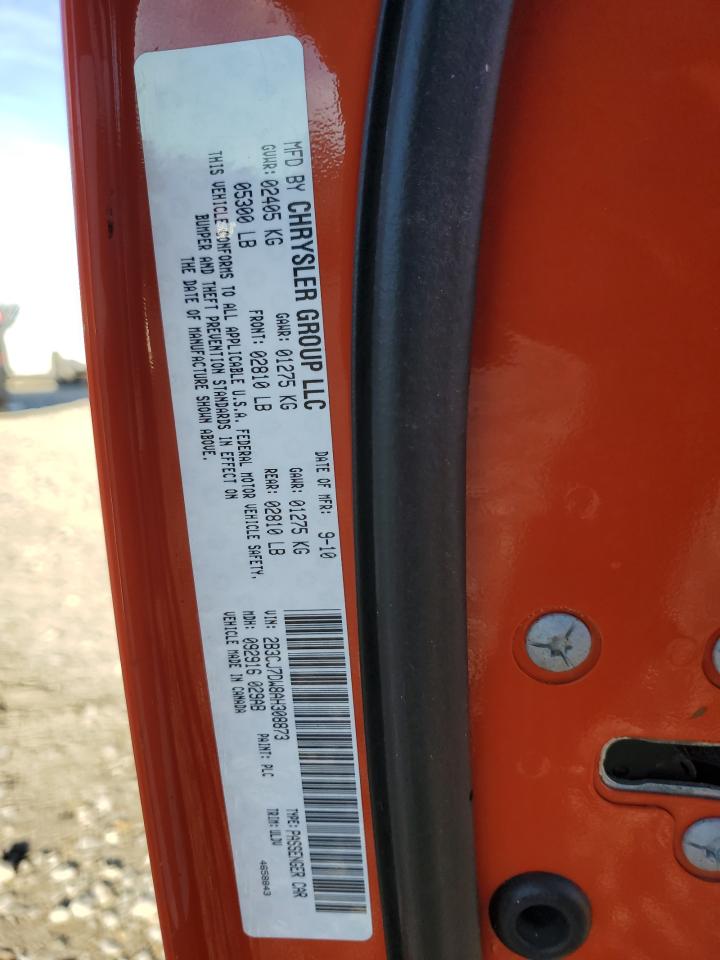 MFD BY CHRYSLER GROUP LLC
DATE OF MFR: 9-10
GVWR: 02405 KG
GAWR: 01275 KG
GAWR: 01275 KG
05300 LB
FRONT: 02810 LB
REAR: 02810 LB
THIS VEHICLE CONFORMS TO ALL APPLICABLE U.S.A. FEDERAL MOTOR VEHICLE SAFETY,
BUMPER AND THEFT PREVENTION STANDARDS IN EFFECT ON
THE DATE OF MANUFACTURE SHOWN ABOVE.
VIN: 2B3CJ7DW8AH308873
TYPE: PASSENGER CAR
MDH: 092916 029AB
PAINT: PLC
TRIM: ULDV
VEHICLE MADE IN CANADA
4658843